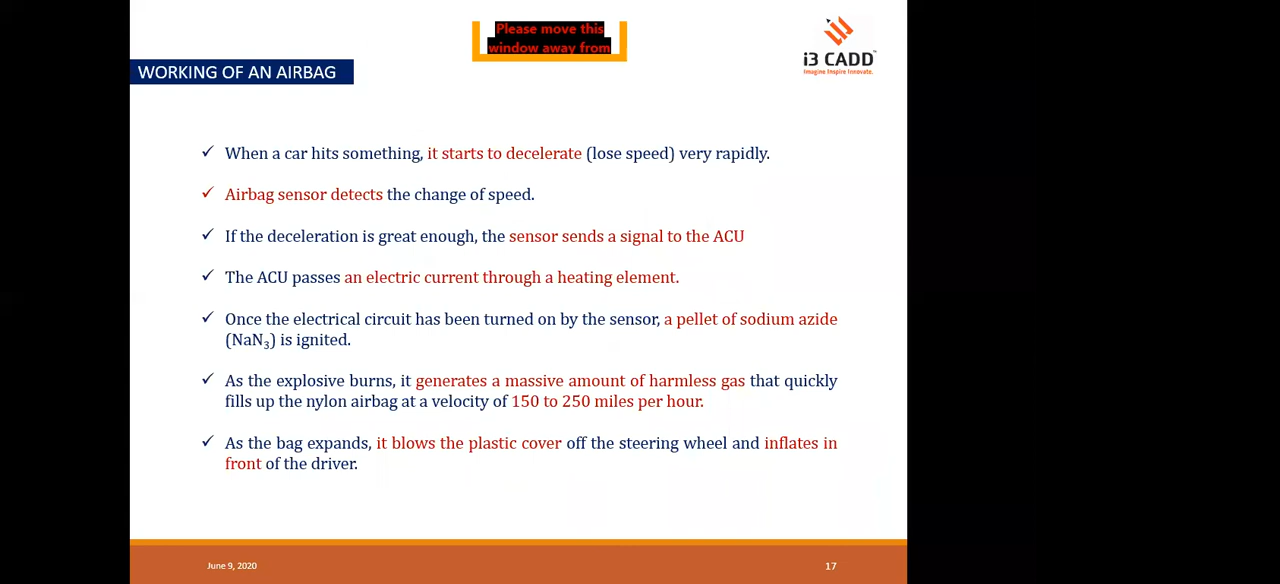 Please move this
window away from
i3 CADD
Imagine Inspire Innovate.
WORKING OF AN AIRBAG
✓ When a car hits something, it starts to decelerate (lose speed) very rapidly.
✓ Airbag sensor detects the change of speed.
✓ If the deceleration is great enough, the sensor sends a signal to the ACU
✓ The ACU passes an electric current through a heating element.
✓ Once the electrical circuit has been turned on by the sensor, a pellet of sodium azide
(NaN₃) is ignited.
✓ As the explosive burns, it generates a massive amount of harmless gas that quickly
fills up the nylon airbag at a velocity of 150 to 250 miles per hour.
✓ As the bag expands, it blows the plastic cover off the steering wheel and inflates in
front of the driver.
June 9, 2020
17